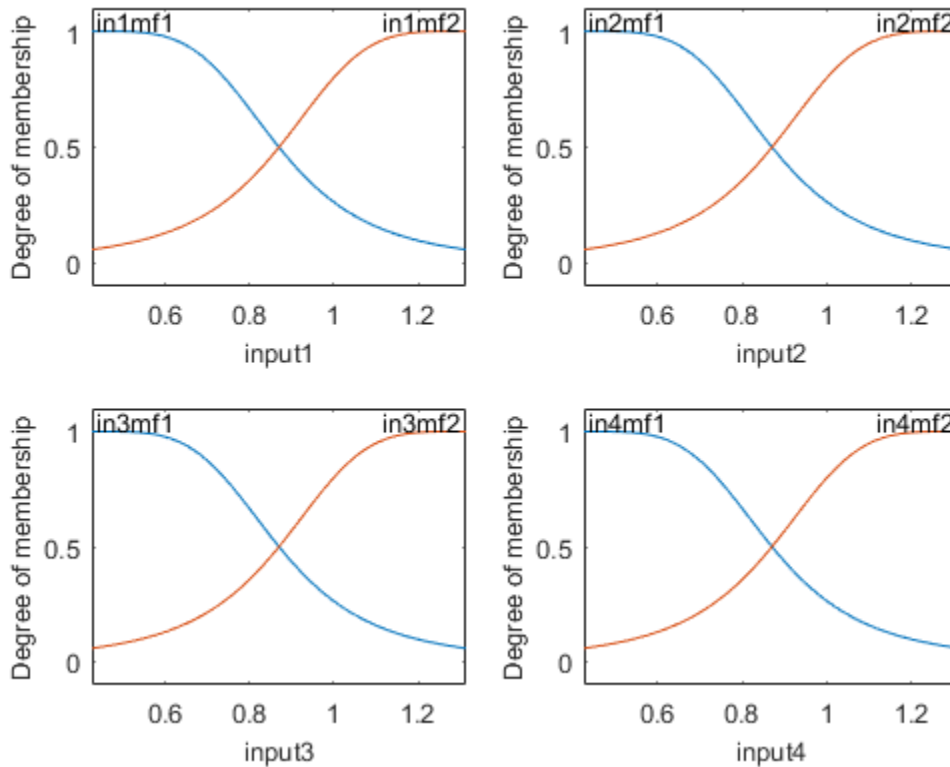 in1mf1 in1mf2
Degree of membership
1
0.5
0
0.6 0.8 1 1.2
input1
in2mf1 in2mf2
Degree of membership
1
0.5
0
0.6 0.8 1 1.2
input2
in3mf1 in3mf2
Degree of membership
1
0.5
0
0.6 0.8 1 1.2
input3
in4mf1 in4mf2
Degree of membership
1
0.5
0
0.6 0.8 1 1.2
input4